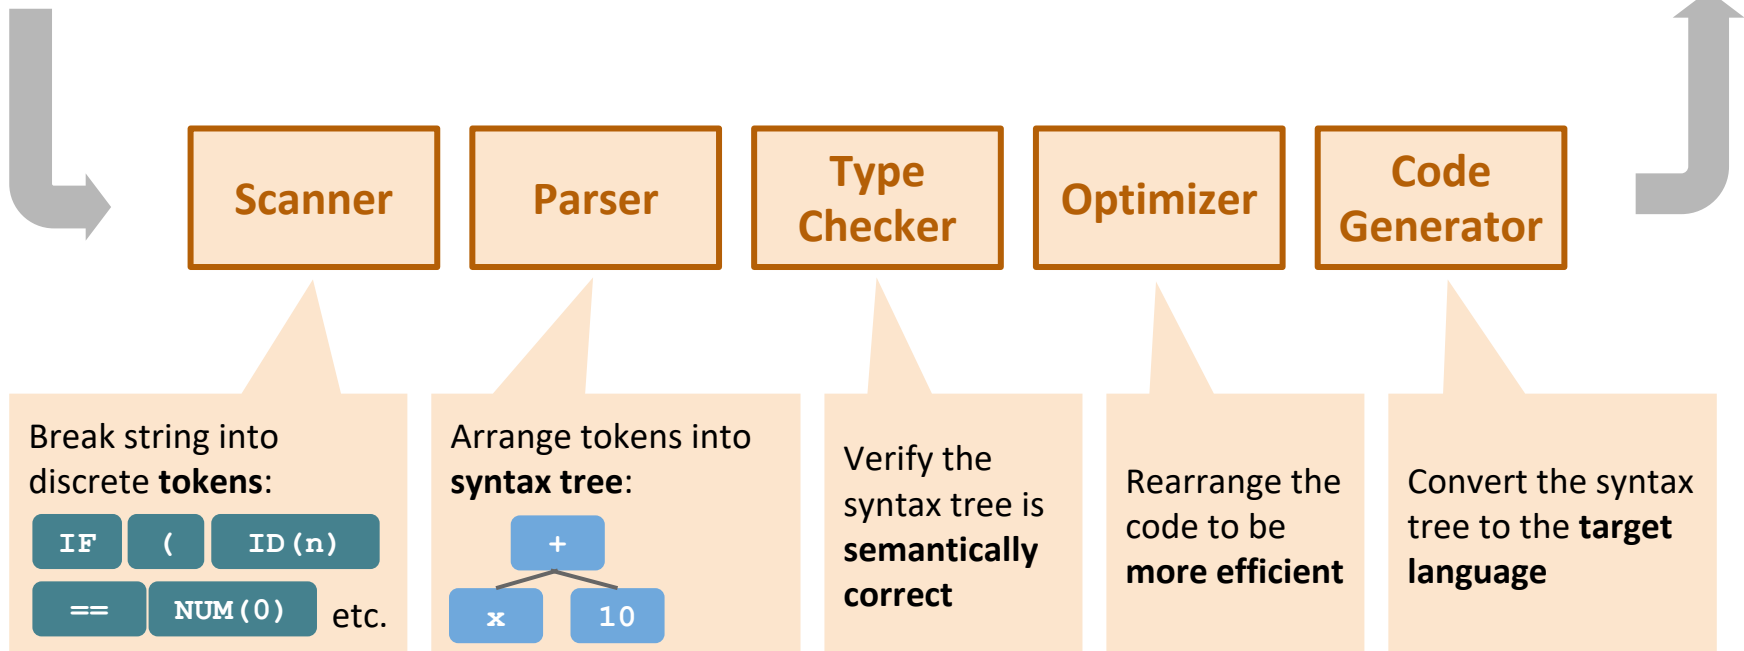 Scanner
Parser
Type
Checker
Optimizer
Code
Generator
Break string into
discrete tokens:
IF ( ID(n)
== NUM(0) etc.
Arrange tokens into
syntax tree:
+
x 10
Verify the
syntax tree is
semantically
correct
Rearrange the
code to be
more efficient
Convert the syntax
tree to the target
language